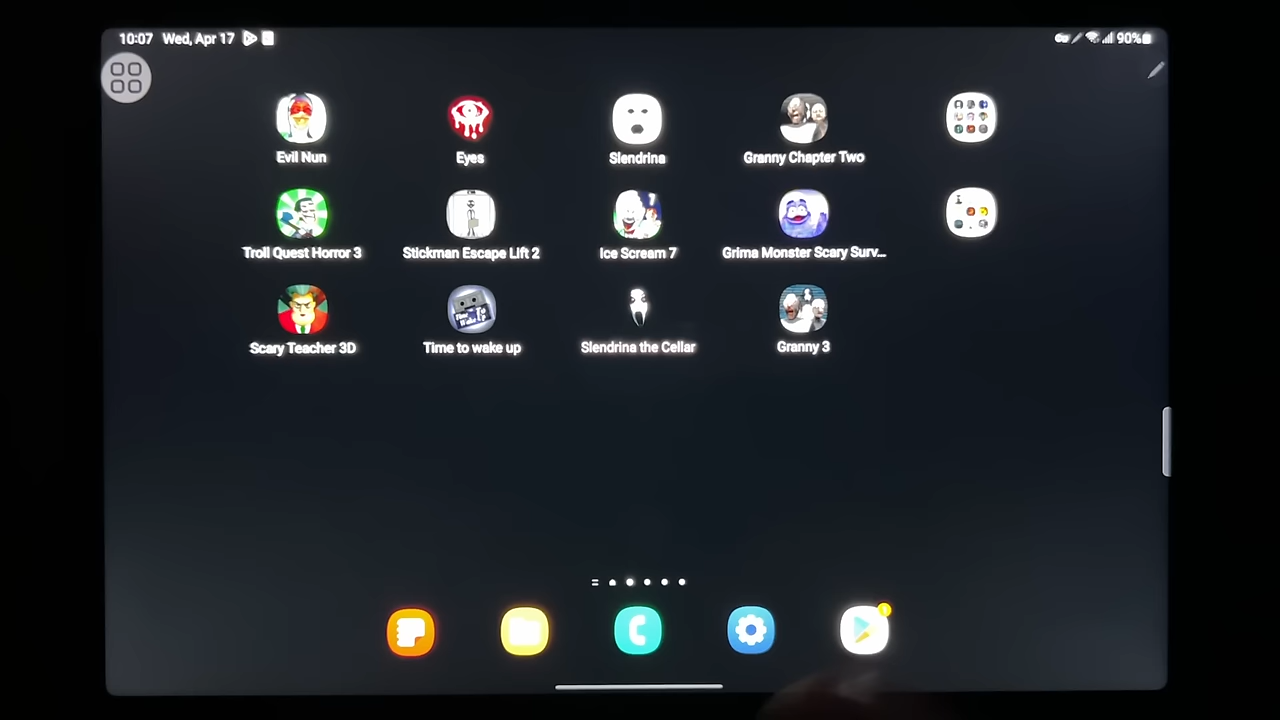 10:07 Wed, Apr 17
90%
Evil Nun
Eyes
Slendrina
Granny Chapter Two
Troll Quest Horror 3
Stickman Escape Lift 2
Ice Scream 7
Grima Monster Scary Surv...
Scary Teacher 3D
Time to wake up
Slendrina the Cellar
Granny 3